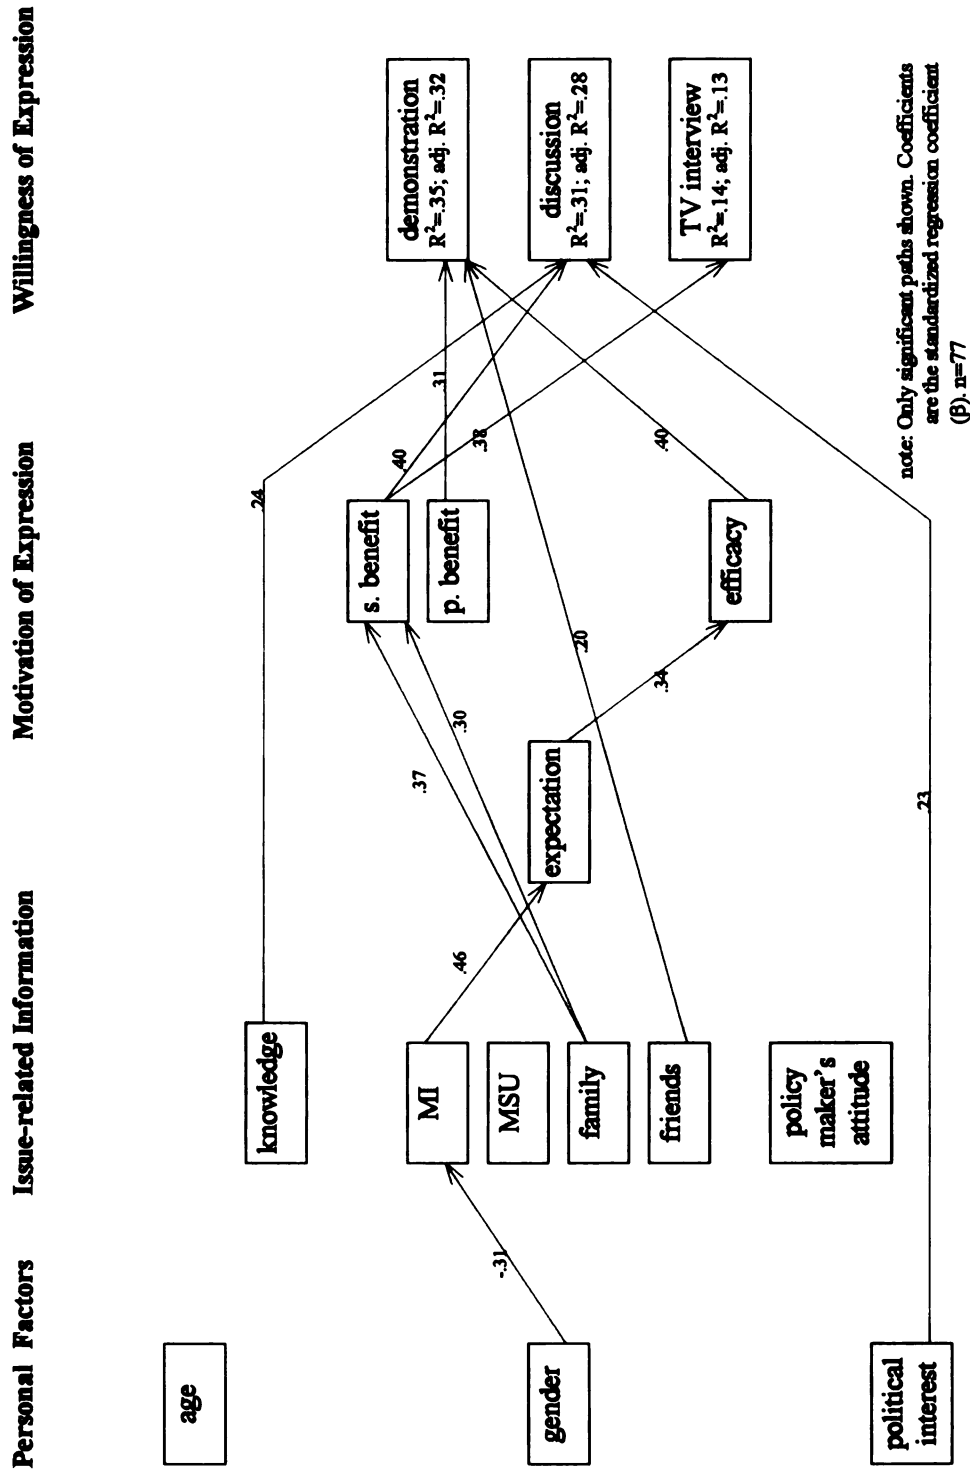 Personal Factors
Issue-related Information
Motivation of Expression
Willingness of Expression
age
gender
political
interest
knowledge
MI
MSU
family
friends
policy
maker's
attitude
expectation
s. benefit
p. benefit
efficacy
demonstration
R²=.35; adj. R²=.32
discussion
R²=.31; adj. R²=.28
TV interview
R²=.14; adj. R²=.13
-.31
.46
.37
.30
.34
.24
.40
.31
.38
.20
.40
.23
note: Only significant paths shown. Coefficients
are the standardized regression coefficient
(β). n=77